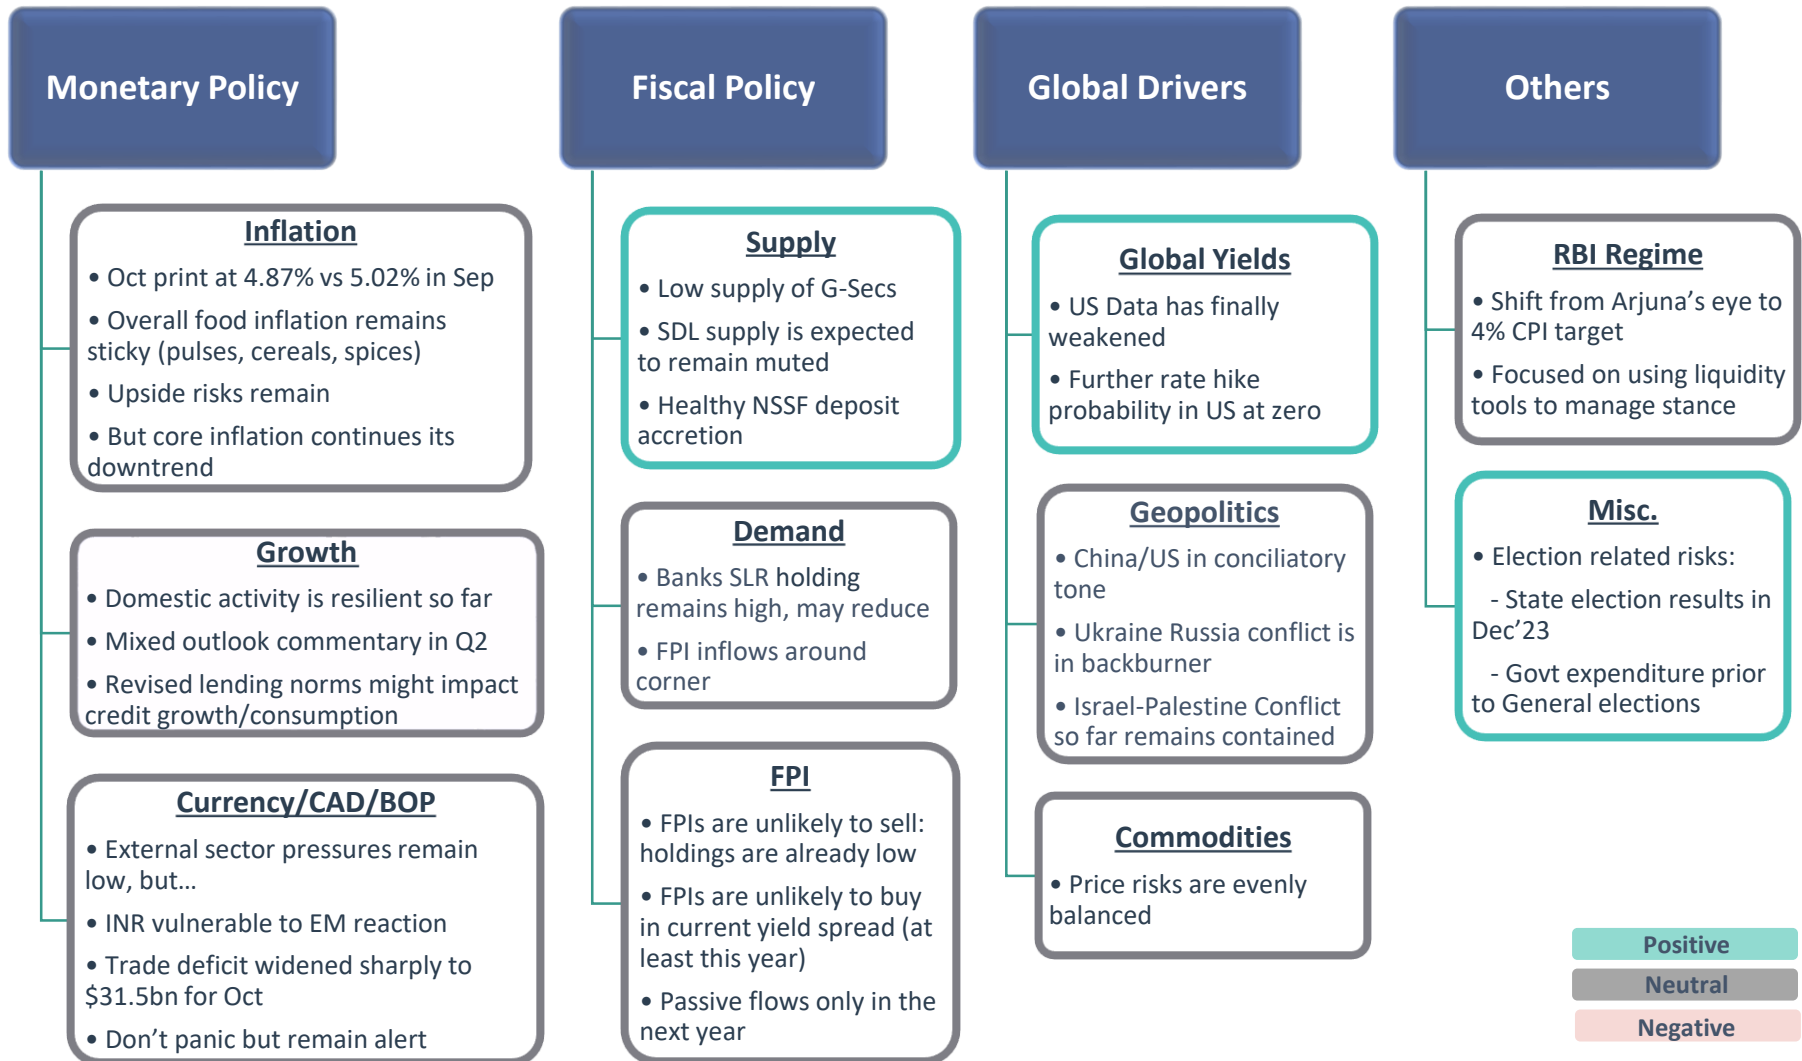 Monetary Policy
Inflation
• Oct print at 4.87% vs 5.02% in Sep
• Overall food inflation remains
sticky (pulses, cereals, spices)
• Upside risks remain
• But core inflation continues its
downtrend
Growth
• Domestic activity is resilient so far
• Mixed outlook commentary in Q2
• Revised lending norms might impact
credit growth/consumption
Currency/CAD/BOP
• External sector pressures remain
low, but…
• INR vulnerable to EM reaction
• Trade deficit widened sharply to
$31.5bn for Oct
• Don’t panic but remain alert
Fiscal Policy
Supply
• Low supply of G-Secs
• SDL supply is expected
to remain muted
• Healthy NSSF deposit
accretion
Demand
• Banks SLR holding
remains high, may reduce
• FPI inflows around
corner
FPI
• FPIs are unlikely to sell:
holdings are already low
• FPIs are unlikely to buy
in current yield spread (at
least this year)
• Passive flows only in the
next year
Global Drivers
Global Yields
• US Data has finally
weakened
• Further rate hike
probability in US at zero
Geopolitics
• China/US in conciliatory
tone
• Ukraine Russia conflict is
in backburner
• Israel-Palestine Conflict
so far remains contained
Commodities
• Price risks are evenly
balanced
Others
RBI Regime
• Shift from Arjuna’s eye to
4% CPI target
• Focused on using liquidity
tools to manage stance
Misc.
• Election related risks:
- State election results in
Dec’23
- Govt expenditure prior
to General elections
Positive
Neutral
Negative